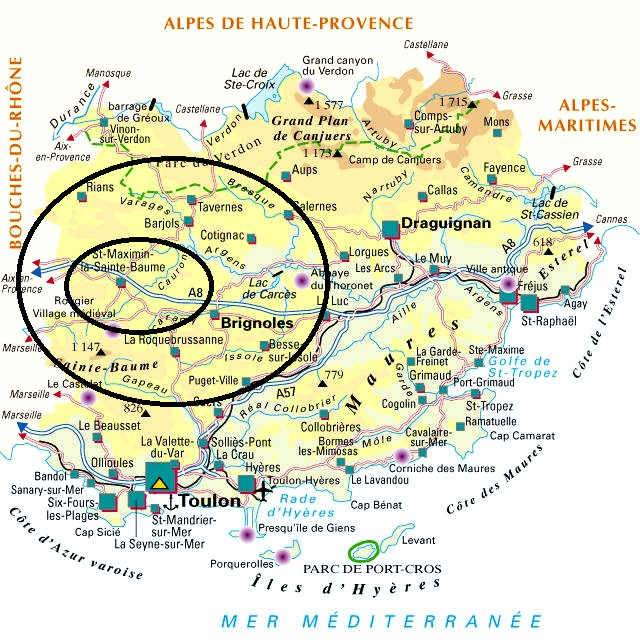 ALPES DE HAUTE-PROVENCE
Castellane
Grand canyon
du Verdon
Lac de
Ste-Croix
Manosque
BOUCHES-DU-RHÔNE
Durance
barrage
de Gréoux
Castellane
1 577
1 715
Grasse
ALPES-
MARITIMES
Vinon-
sur-Verdon
Verdon
Grand Plan
de Canjuers
Artuby
Comps-
sur-Artuby
Mons
Aix-
en-Provence
Parc du Verdon
1 173
Camp de Canjuers
Grasse
Aups
Fayence
Camandre
Rians
Varages
Bresque
Nartuby
Callas
Lac de
St-Cassien
Tavernes
Salernes
Cannes
Barjols
Cotignac
Draguignan
A8
618
Esterel
St-Maximin-
la-Sainte-Baume
Argens
Cauron
Lorgues
Le Muy
Ville antique
Aix-en-
Provence
Les Arcs
Abbaye
du Thoronet
Lac
de Carcès
A8
Rougier
Village médiéval
Le Luc
Argens
Fréjus
Agay
St-Raphaël
Côte de l'Esterel
Brignoles
Aille
Marseille
La Roquebrussanne
Besse-
sur-Issole
Issole
1 147
Sainte-Baume
Maures
La Garde-
Freinet
Ste-Maxime
Golfe de
St-Tropez
Grimaud
Garde
Port-Grimaud
Le Castellet
Gapeau
Puget-Ville
779
A57
Marseille
Cogolin
St-Tropez
826
Cuers
Réal Collobrier
Collobrières
Ramatuelle
Marseille
Le Beausset
Solliès-Pont
Bormes-
les-Mimosas
Môle
Cavalaire-
sur-Mer
Cap Camarat
La Valette-
du-Var
La Crau
Corniche des Maures
Ollioules
Hyères
Bandol
Toulon-Hyères
Le Lavandou
Côte des Maures
Sanary-sur-Mer
Toulon
Rade
d'Hyères
Cap Bénat
Six-Fours-
les-Plages
St-Mandrier-
sur-Mer
Cap Sicié
La Seyne-sur-Mer
Presqu'île de Giens
Levant
Côte d'Azur varoise
Porquerolles
PARC DE PORT-CROS
Îles d'Hyères
MER MÉDITERRANÉE